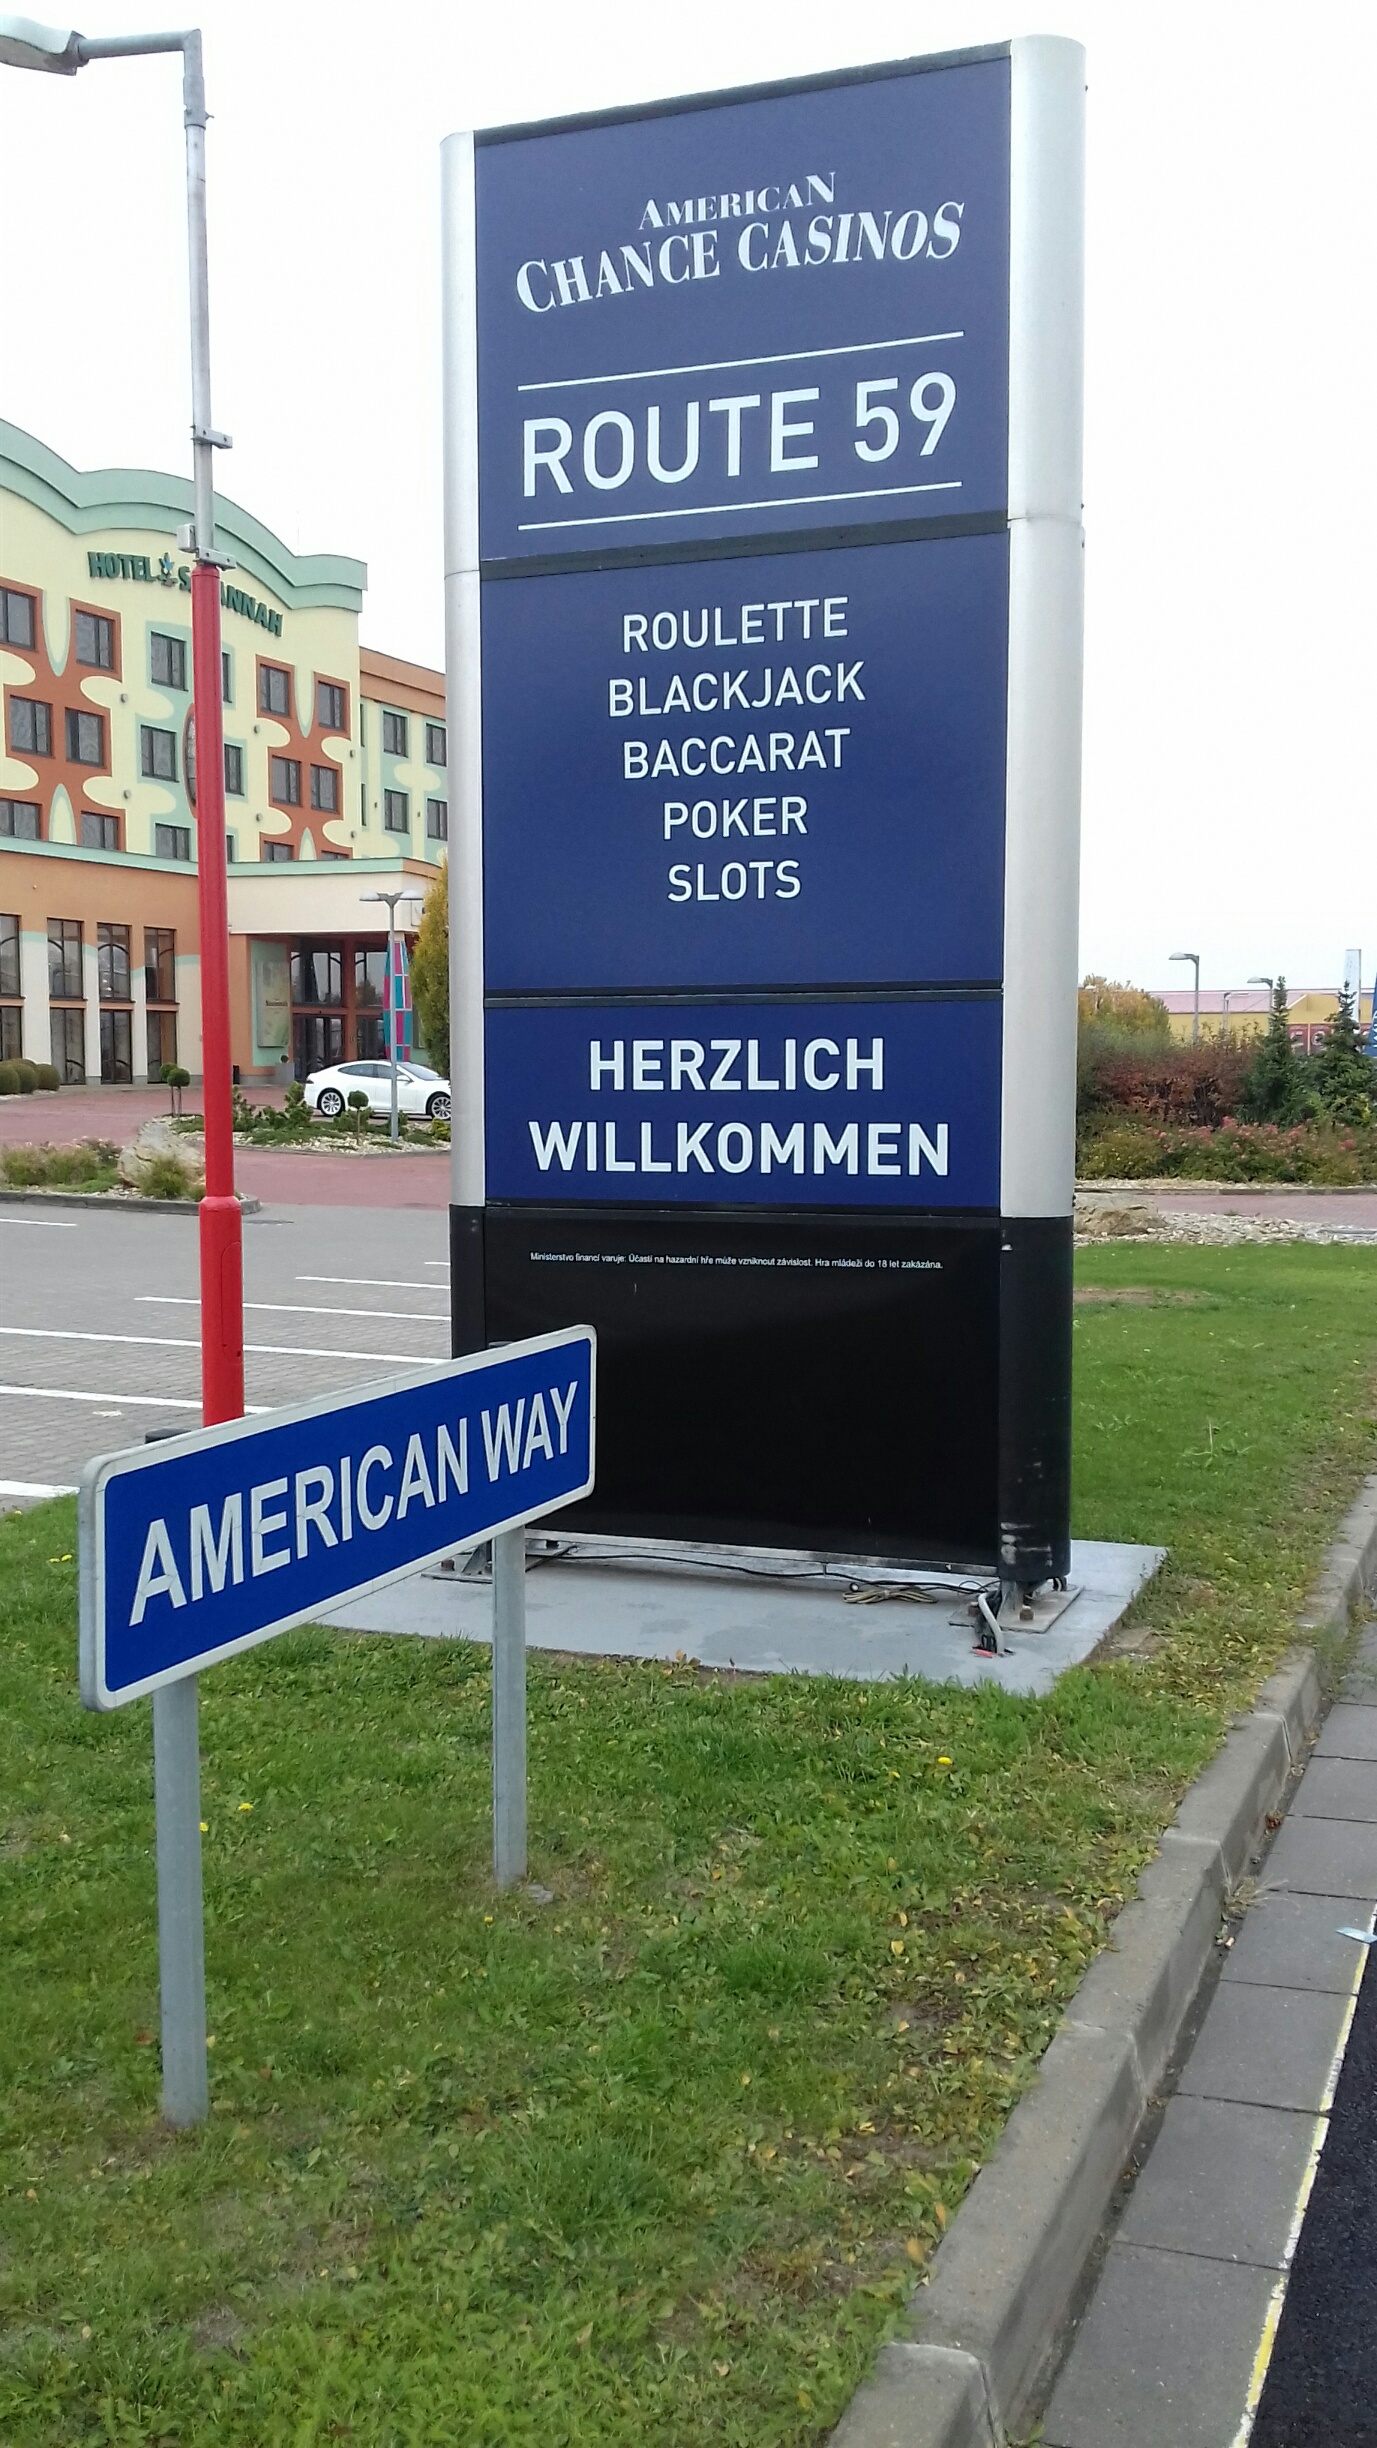 AMERICAN
CHANCE CASINOS
ROUTE 59
ROULETTE
BLACKJACK
BACCARAT
POKER
SLOTS
HERZLICH
WILLKOMMEN
Ministerstvo financí varuje: Účastí na hazardní hře může vzniknout závislost. Hra mládeži do 18 let zakázána.
HOTEL
AMERICAN WAY